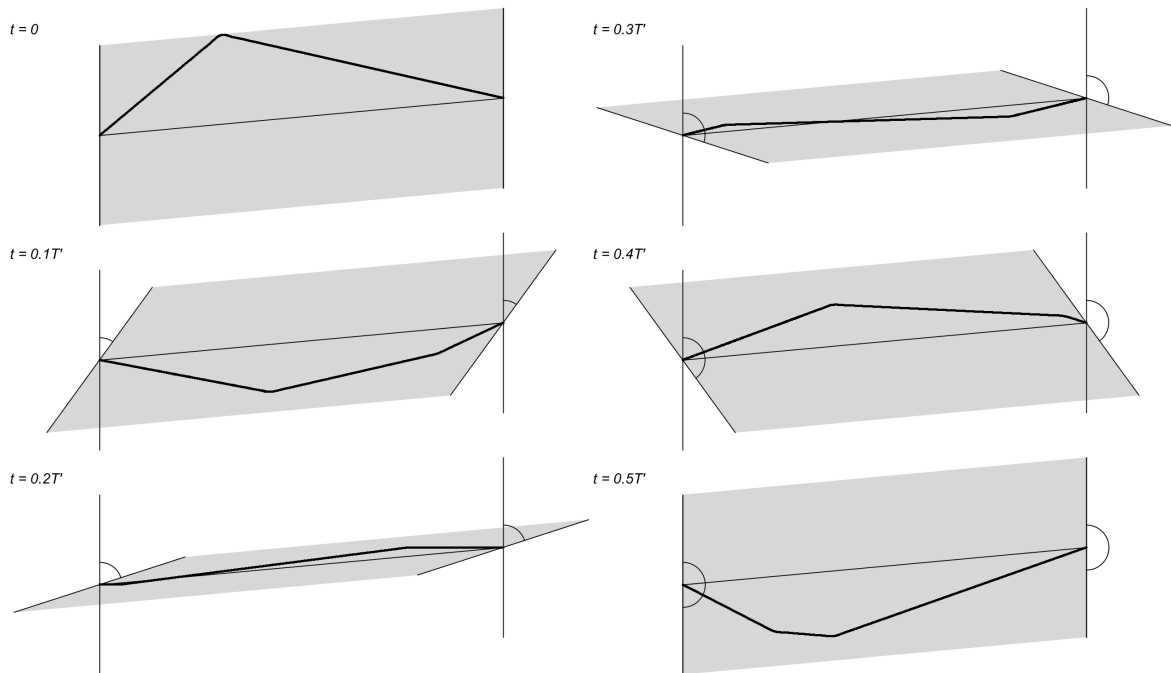 t = 0
t = 0.1T'
t = 0.2T'
t = 0.3T'
t = 0.4T'
t = 0.5T'